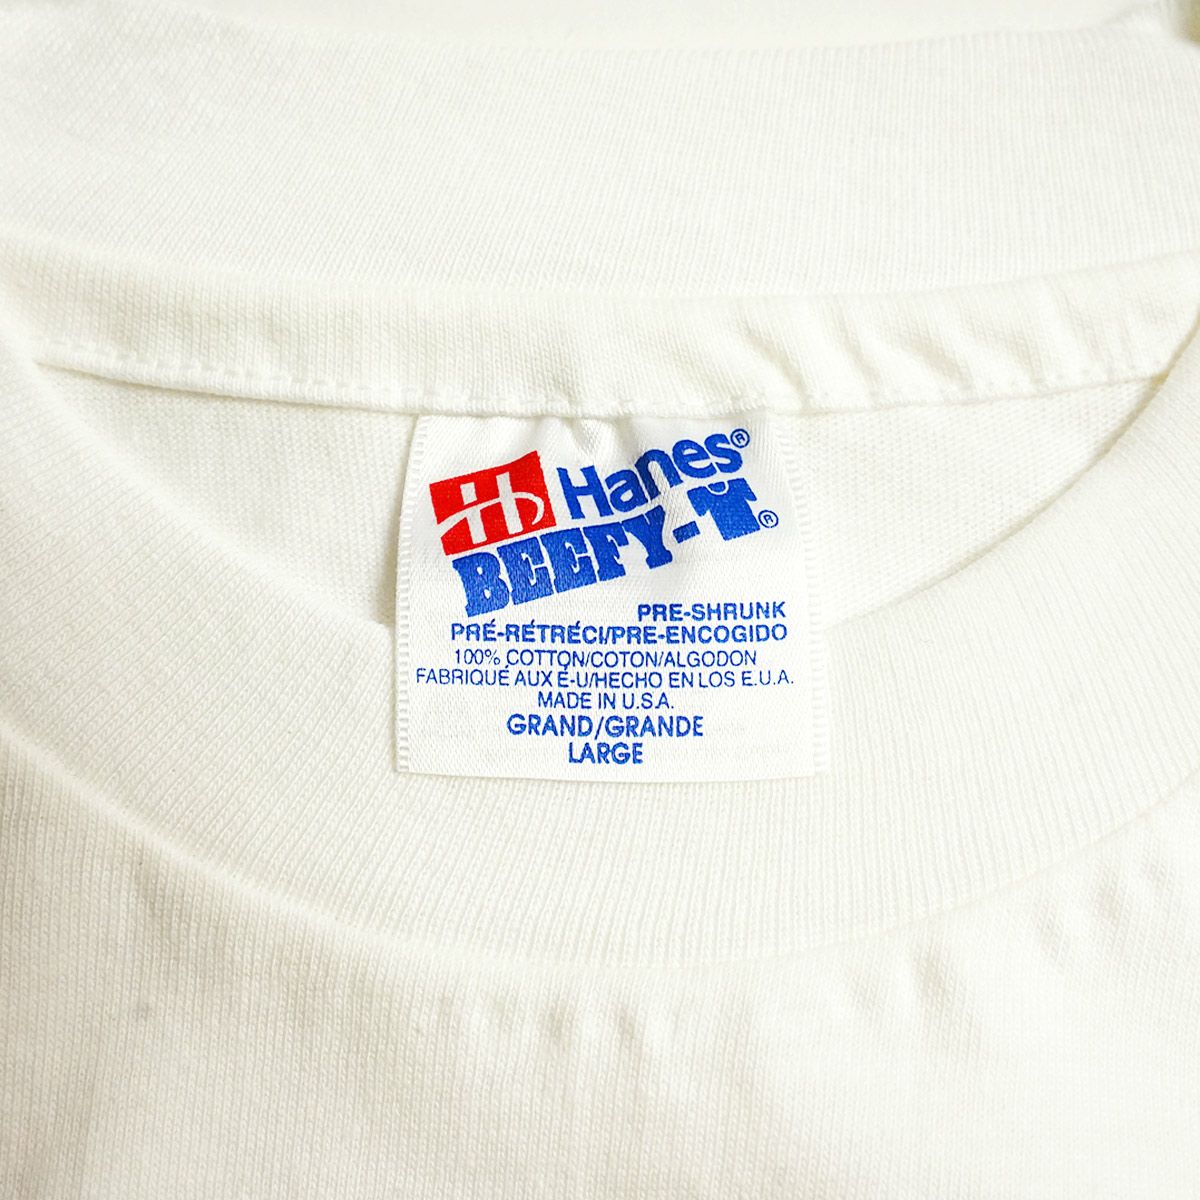 H Hanes®
BEEFY-T®
PRE-SHRUNK
PRÉ-RÉTRÉCI/PRE-ENCOGIDO
100% COTTON/COTON/ALGODON
FABRIQUÉ AUX É-U/HECHO EN LOS E.U.A.
MADE IN U.S.A.
GRAND/GRANDE
LARGE